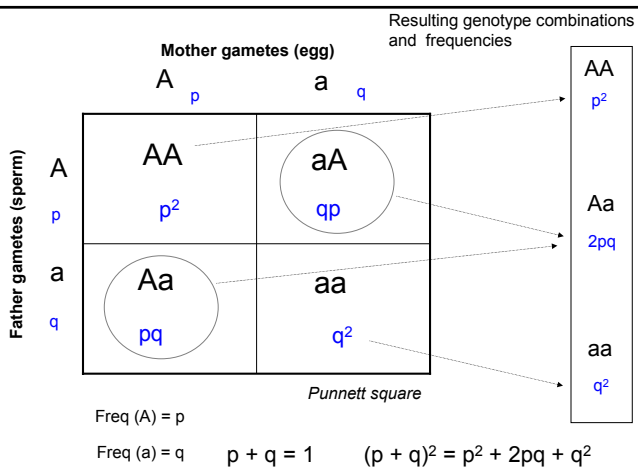 Resulting genotype combinations
and frequencies
Mother gametes (egg)
A p a q
Father gametes (sperm)
A p
a q
AA
p²
aA
qp
Aa
pq
aa
q²
AA
p²
Aa
2pq
aa
q²
Punnett square
Freq (A) = p
Freq (a) = q p + q = 1 (p + q)² = p² + 2pq + q²